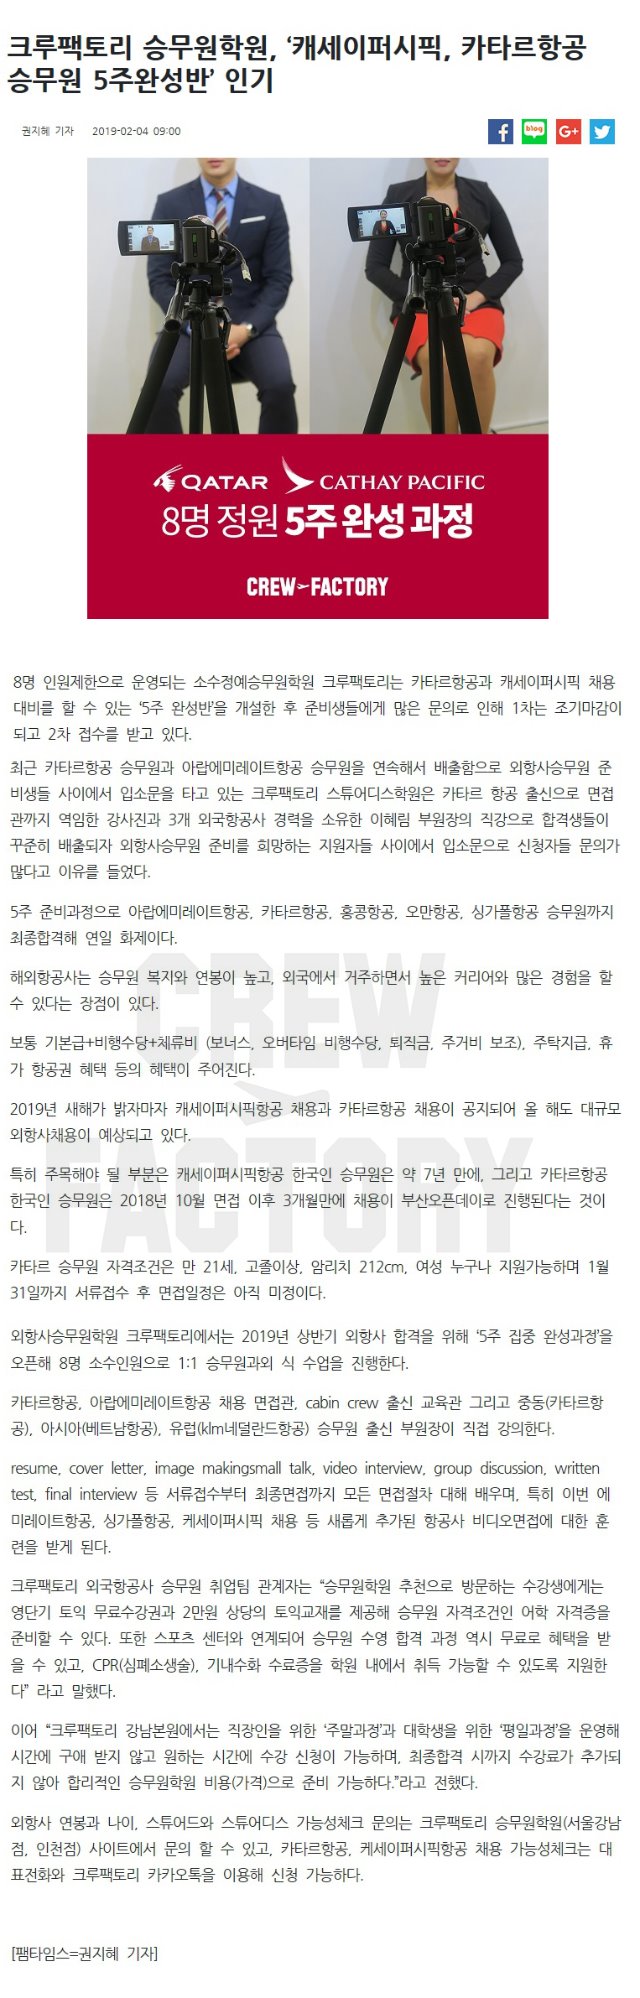 크루팩토리 승무원학원, ‘캐세이퍼시픽, 카타르항공
승무원 5주완성반’ 인기
권지혜 기자 2019-02-04 09:00
blog
G+
QATAR CATHAY PACIFIC
8명 정원 5주 완성 과정
CREW FACTORY
8명 인원제한으로 운영되는 소수정예승무원학원 크루팩토리는 카타르항공과 캐세이퍼시픽 채용
대비를 할 수 있는 ‘5주 완성반’을 개설한 후 준비생들에게 많은 문의로 인해 1차는 조기마감이
되고 2차 접수를 받고 있다.
최근 카타르항공 승무원과 아랍에미레이트항공 승무원을 연속해서 배출함으로 외항사승무원 준
비생들 사이에서 입소문을 타고 있는 크루팩토리 스튜어디스학원은 카타르 항공 출신으로 면접
관까지 역임한 강사진과 3개 외국항공사 경력을 소유한 이혜림 부원장의 직강으로 합격생들이
꾸준히 배출되자 외항사승무원 준비를 희망하는 지원자들 사이에서 입소문으로 신청자들 문의가
많다고 이유를 들었다.
5주 준비과정으로 아랍에미레이트항공, 카타르항공, 홍콩항공, 오만항공, 싱가폴항공 승무원까지
최종합격해 연일 화제이다.
해외항공사는 승무원 복지와 연봉이 높고, 외국에서 거주하면서 높은 커리어와 많은 경험을 할
수 있다는 장점이 있다.
보통 기본급+비행수당+체류비 (보너스, 오버타임 비행수당, 퇴직금, 주거비 보조), 주탁지급, 휴
가 항공권 혜택 등의 혜택이 주어진다.
2019년 새해가 밝자마자 캐세이퍼시픽항공 채용과 카타르항공 채용이 공지되어 올 해도 대규모
외항사채용이 예상되고 있다.
특히 주목해야 될 부분은 캐세이퍼시픽항공 한국인 승무원은 약 7년 만에, 그리고 카타르항공
한국인 승무원은 2018년 10월 면접 이후 3개월만에 채용이 부산오픈데이로 진행된다는 것이
다.
카타르 승무원 자격조건은 만 21세, 고졸이상, 암리치 212cm, 여성 누구나 지원가능하며 1월
31일까지 서류접수 후 면접일정은 아직 미정이다.
외항사승무원학원 크루팩토리에서는 2019년 상반기 외항사 합격을 위해 ‘5주 집중 완성과정’을
오픈해 8명 소수인원으로 1:1 승무원과외 식 수업을 진행한다.
카타르항공, 아랍에미레이트항공 채용 면접관, cabin crew 출신 교육관 그리고 중동(카타르항
공), 아시아(베트남항공), 유럽(klm네덜란드항공) 승무원 출신 부원장이 직접 강의한다.
resume, cover letter, image makingsmall talk, video interview, group discussion, written
test, final interview 등 서류접수부터 최종면접까지 모든 면접절차 대해 배우며, 특히 이번 에
미레이트항공, 싱가폴항공, 케세이퍼시픽 채용 등 새롭게 추가된 항공사 비디오면접에 대한 훈
련을 받게 된다.
크루팩토리 외국항공사 승무원 취업팀 관계자는 “승무원학원 추천으로 방문하는 수강생에게는
영단기 토익 무료수강권과 2만원 상당의 토익교재를 제공해 승무원 자격조건인 어학 자격증을
준비할 수 있다. 또한 스포츠 센터와 연계되어 승무원 수영 합격 과정 역시 무료로 혜택을 받
을 수 있고, CPR(심폐소생술), 기내수화 수료증을 학원 내에서 취득 가능할 수 있도록 지원한
다” 라고 말했다.
이어 “크루팩토리 강남본원에서는 직장인을 위한 ‘주말과정’과 대학생을 위한 ‘평일과정’을 운영해
시간에 구애 받지 않고 원하는 시간에 수강 신청이 가능하며, 최종합격 시까지 수강료가 추가되
지 않아 합리적인 승무원학원 비용(가격)으로 준비 가능하다.”라고 전했다.
외항사 연봉과 나이, 스튜어드와 스튜어디스 가능성체크 문의는 크루팩토리 승무원학원(서울강남
점, 인천점) 사이트에서 문의 할 수 있고, 카타르항공, 케세이퍼시픽항공 채용 가능성체크는 대
표전화와 크루팩토리 카카오톡을 이용해 신청 가능하다.
CREW
FACTORY
[팸타임스=권지혜 기자]